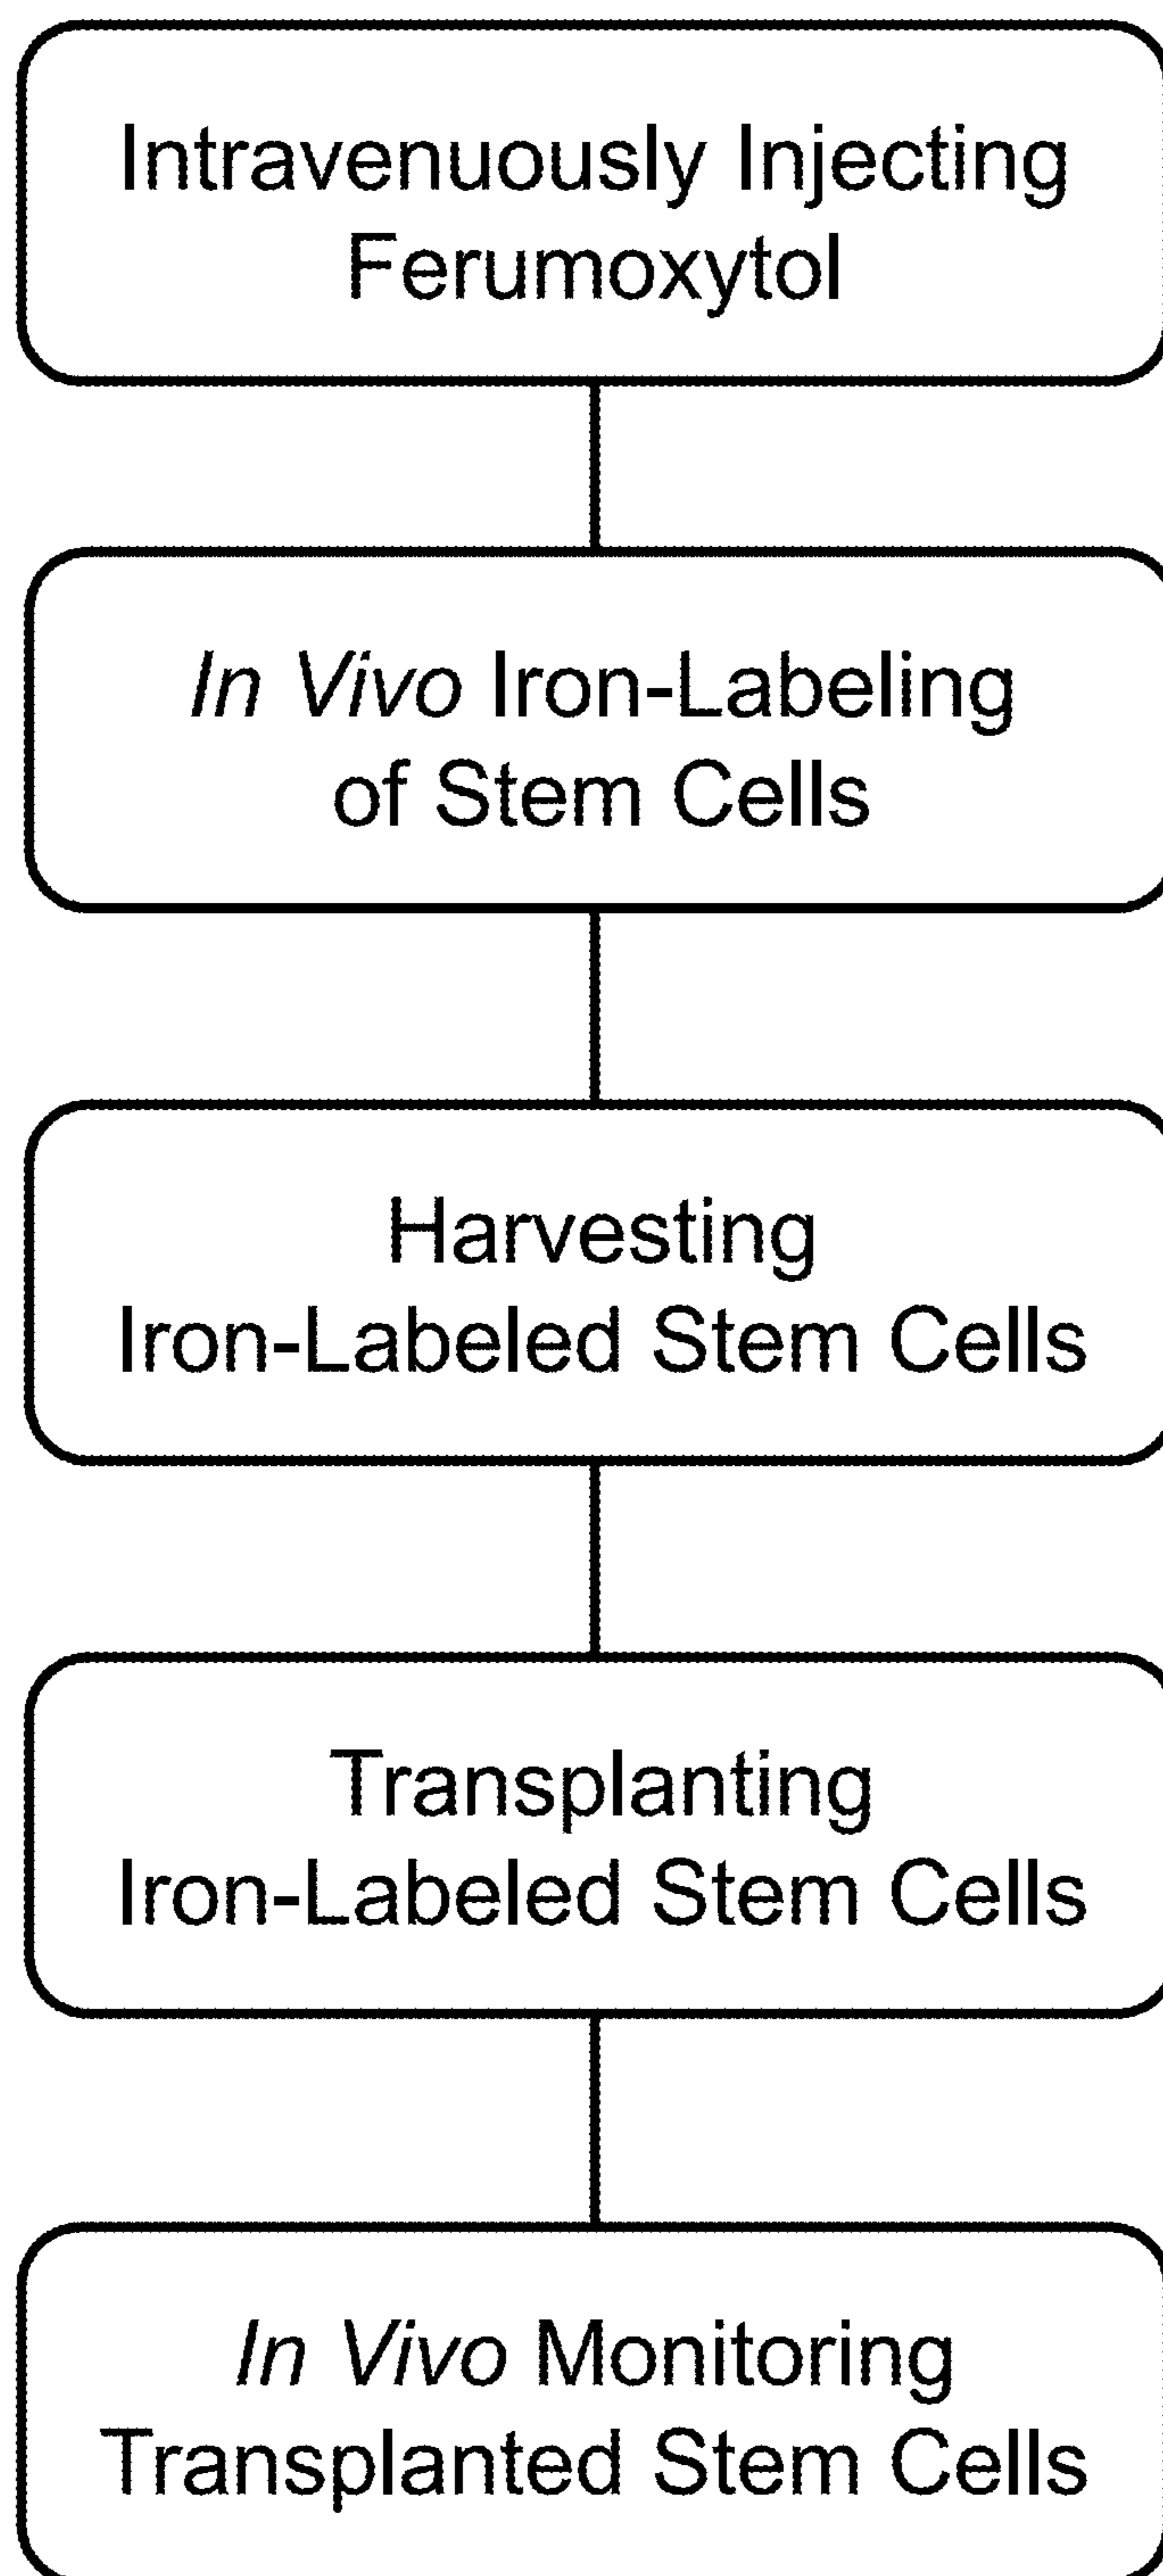 Intravenuously Injecting
Ferumoxytol
In Vivo Iron-Labeling
of Stem Cells
Harvesting
Iron-Labeled Stem Cells
Transplanting
Iron-Labeled Stem Cells
In Vivo Monitoring
Transplanted Stem Cells